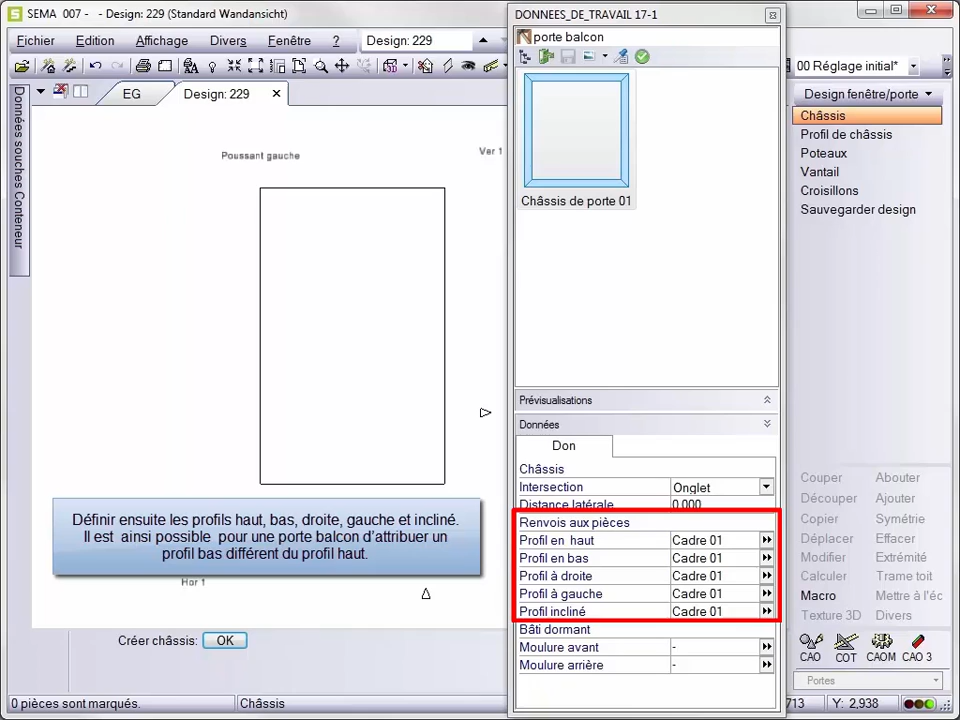 SEMA 007 - - Design: 229 (Standard Wandansicht)
Fichier Edition Affichage Divers Fenêtre ? Design: 229
EG Design: 229
Données souches Conteneur
Poussant gauche
Ver 1
Définir ensuite les profils haut, bas, droite, gauche et incliné.
Il est ainsi possible pour une porte balcon d'attribuer un
profil bas différent du profil haut.
Hor 1
Créer châssis: OK
0 pièces sont marqués. Châssis
DONNEES_DE_TRAVAIL 17-1
porte balcon
Châssis de porte 01
Prévisualisations
Données
Don
Châssis
Intersection Onglet
Distance latérale 0,000
Renvois aux pièces
Profil en haut Cadre 01
Profil en bas Cadre 01
Profil à droite Cadre 01
Profil à gauche Cadre 01
Profil incliné Cadre 01
Bâti dormant
Moulure avant -
Moulure arrière -
00 Réglage initial*
Design fenêtre/porte
Châssis
Profil de châssis
Poteaux
Vantail
Croisillons
Sauvegarder design
Couper Abouter
Découper Ajouter
Copier Symétrie
Déplacer Effacer
Modifier Extrémité
Calculer Trame toit
Macro Mettre à l'éc
Texture 3D Divers
CAO COT CAOM CAO 3
Portes
713 Y: 2,938